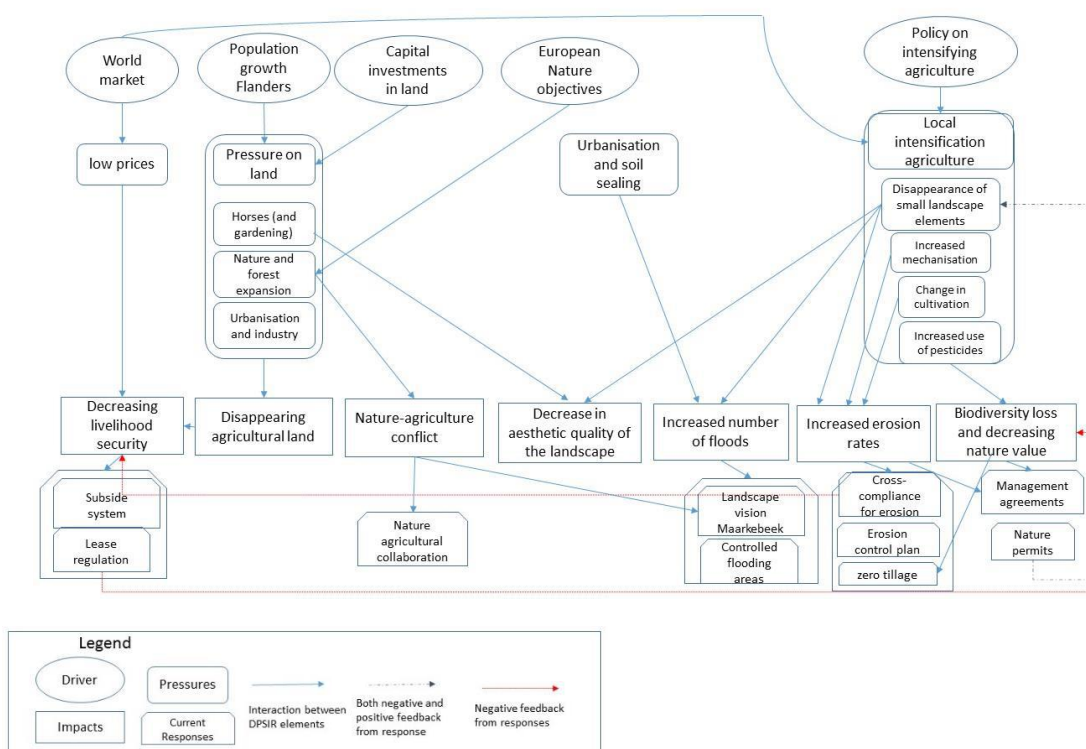 World
market
Population
growth
Flanders
Capital
investments
in land
European
Nature
objectives
Policy on
intensifying
agriculture
low prices
Pressure on
land
Urbanisation
and soil
sealing
Local
intensification
agriculture
Horses (and
gardening)
Nature and
forest
expansion
Urbanisation
and industry
Disappearance of
small landscape
elements
Increased
mechanisation
Change in
cultivation
Increased use
of pesticides
Decreasing
livelihood
security
Disappearing
agricultural land
Nature-agriculture
conflict
Decrease in
aesthetic quality of
the landscape
Increased number
of floods
Increased erosion
rates
Biodiversity loss
and decreasing
nature value
Subside
system
Lease
regulation
Nature
agricultural
collaboration
Landscape
vision
Maarkebeek
Controlled
flooding
areas
Cross-
compliance
for erosion
Erosion
control plan
zero tillage
Management
agreements
Nature
permits
Legend
Driver
Pressures
Impacts
Current
Responses
Interaction between
DPSIR elements
Both negative and
positive feedback
from response
Negative feedback
from responses